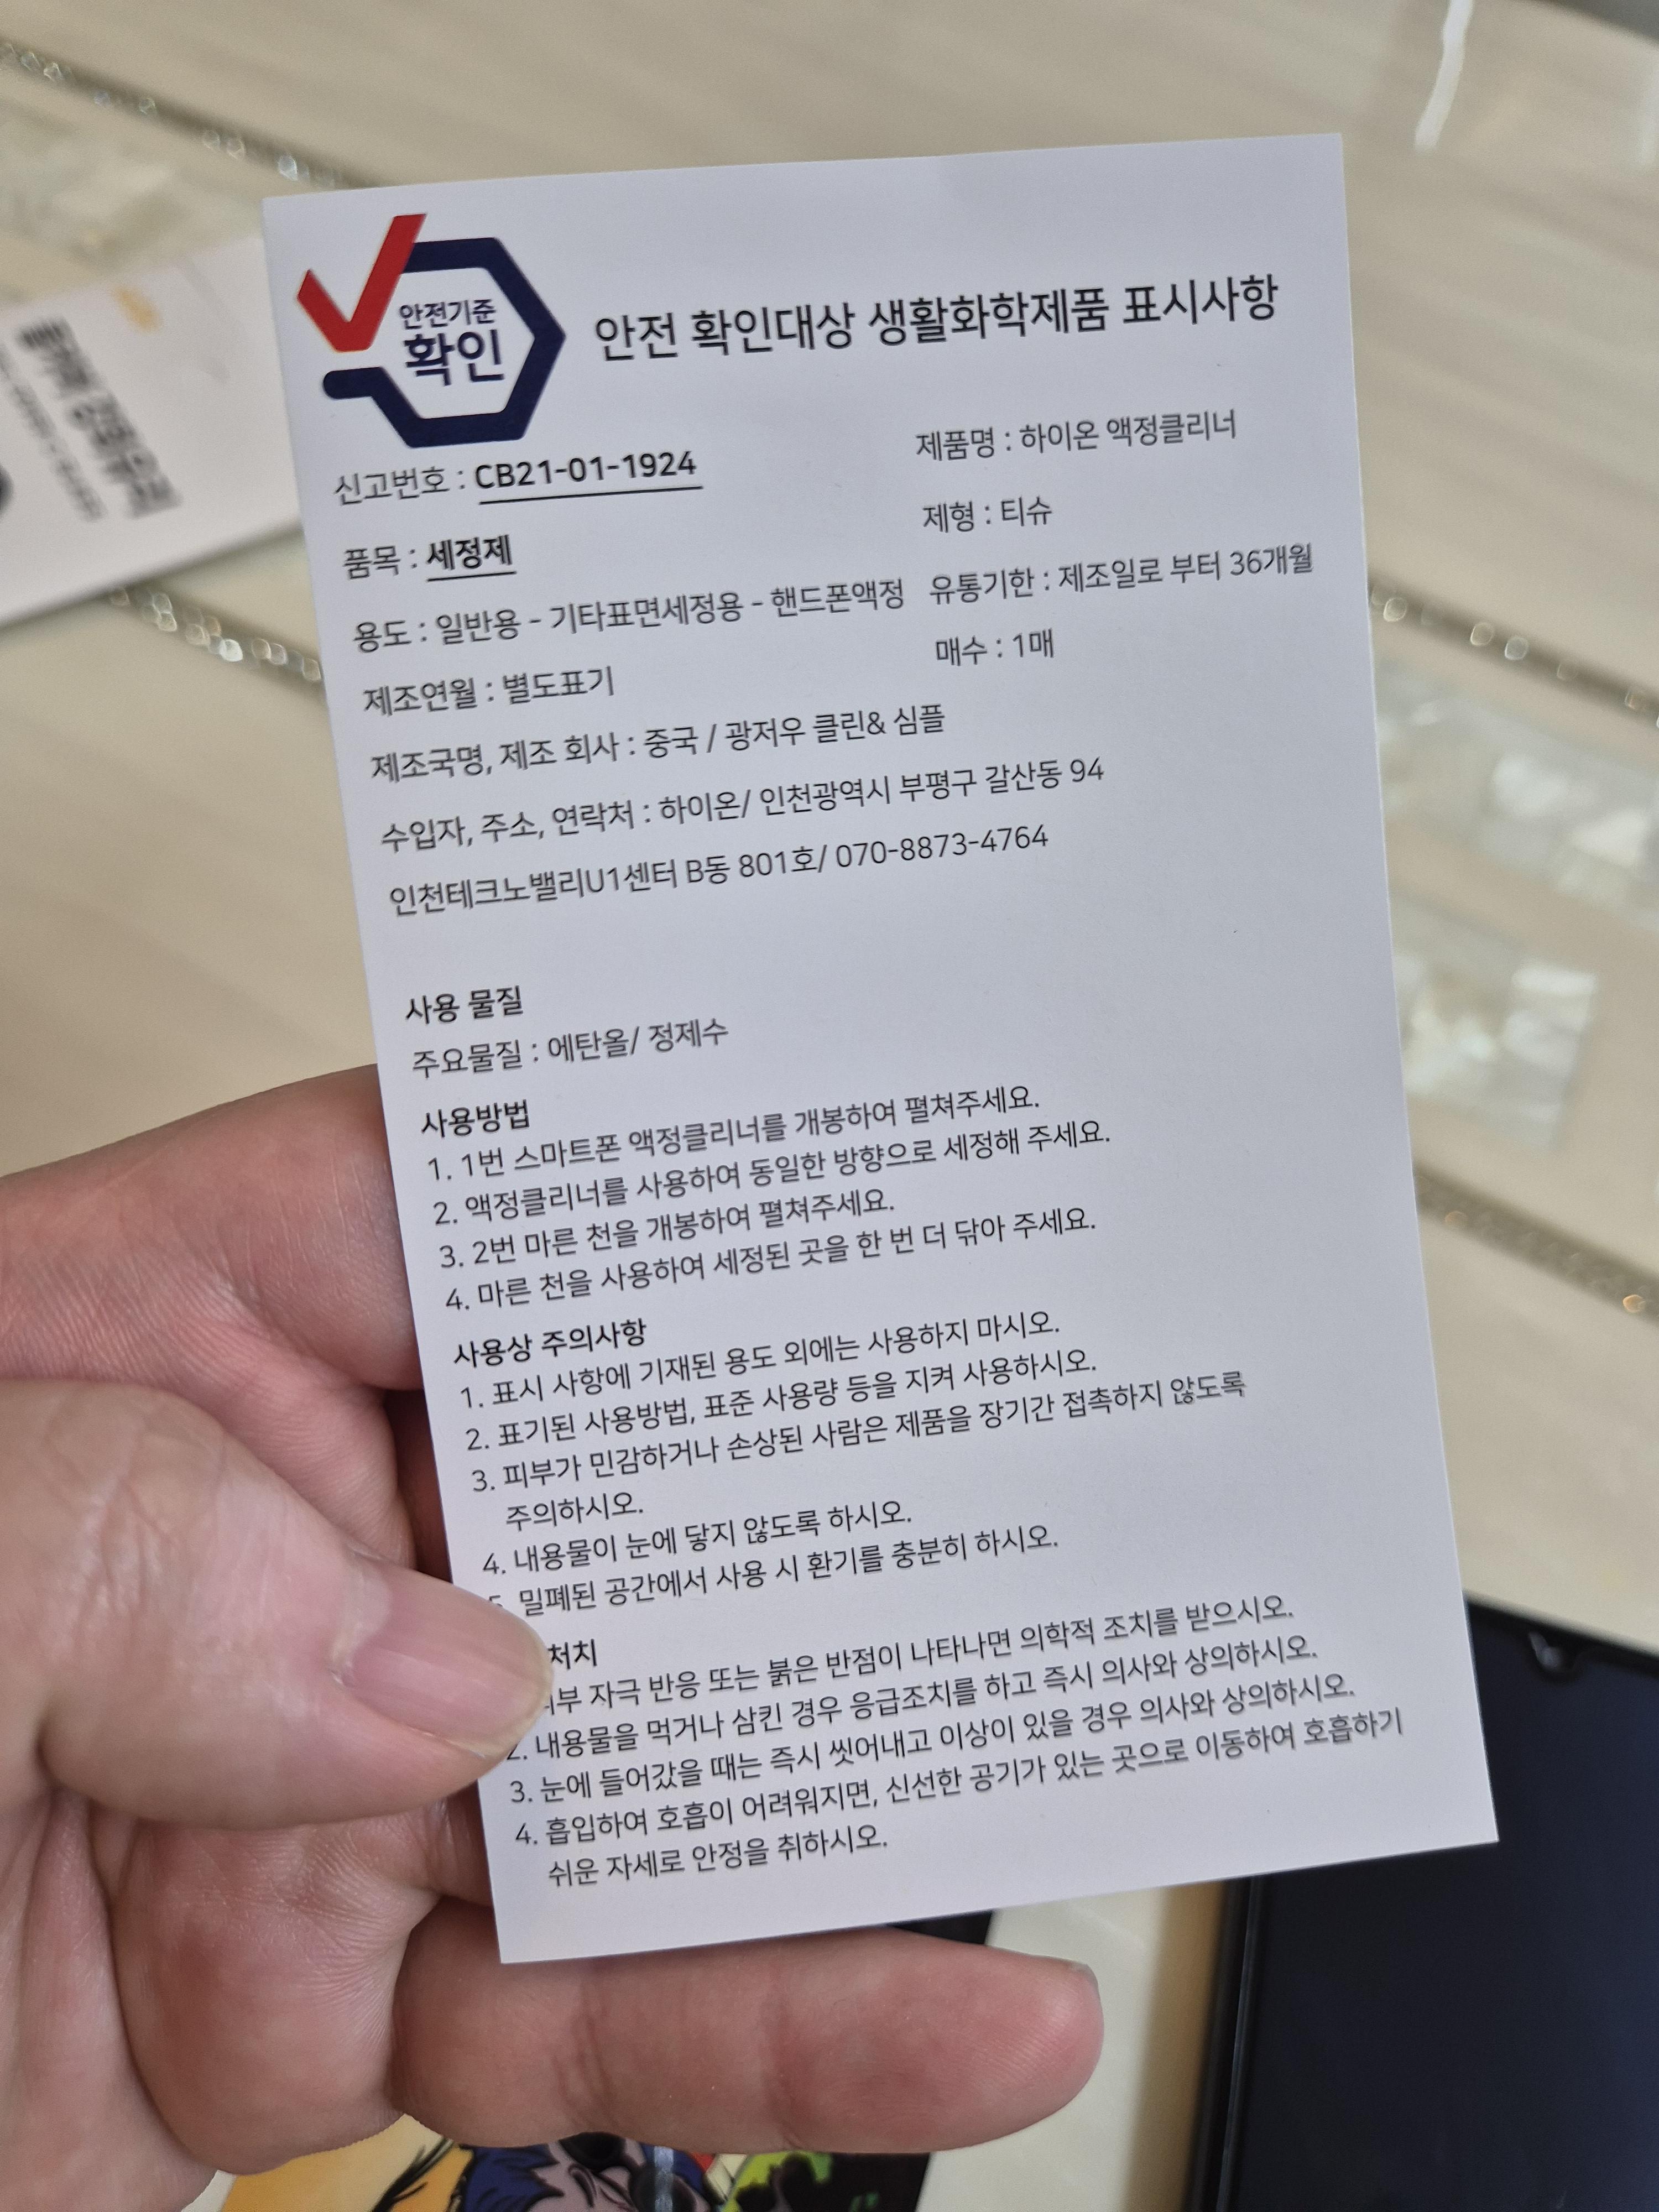 안전기준
확인
안전 확인대상 생활화학제품 표시사항
신고번호 : CB21-01-1924
제품명 : 하이온 액정클리너
품목 : 세정제
제형 : 티슈
용도 : 일반용 - 기타표면세정용 - 핸드폰액정
유통기한 : 제조일로 부터 36개월
제조연월 : 별도표기
매수 : 1매
제조국명, 제조 회사 : 중국 / 광저우 클린& 심플
수입자, 주소, 연락처 : 하이온/ 인천광역시 부평구 갈산동 94
인천테크노밸리U1센터 B동 801호/ 070-8873-4764
사용 물질
주요물질 : 에탄올/ 정제수
사용방법
1. 1번 스마트폰 액정클리너를 개봉하여 펼쳐주세요.
2. 액정클리너를 사용하여 동일한 방향으로 세정해 주세요.
3. 2번 마른 천을 개봉하여 펼쳐주세요.
4. 마른 천을 사용하여 세정된 곳을 한 번 더 닦아 주세요.
사용상 주의사항
1. 표시 사항에 기재된 용도 외에는 사용하지 마시오.
2. 표기된 사용방법, 표준 사용량 등을 지켜 사용하시오.
3. 피부가 민감하거나 손상된 사람은 제품을 장기간 접촉하지 않도록
주의하시오.
4. 내용물이 눈에 닿지 않도록 하시오.
밀폐된 공간에서 사용 시 환기를 충분히 하시오.
처치
자극 반응 또는 붉은 반점이 나타나면 의학적 조치를 받으시오.
2. 내용물을 먹거나 삼킨 경우 응급조치를 하고 즉시 의사와 상의하시오.
3. 눈에 들어갔을 때는 즉시 씻어내고 이상이 있을 경우 의사와 상의하시오.
4. 흡입하여 호흡이 어려워지면, 신선한 공기가 있는 곳으로 이동하여 호흡하기
쉬운 자세로 안정을 취하시오.